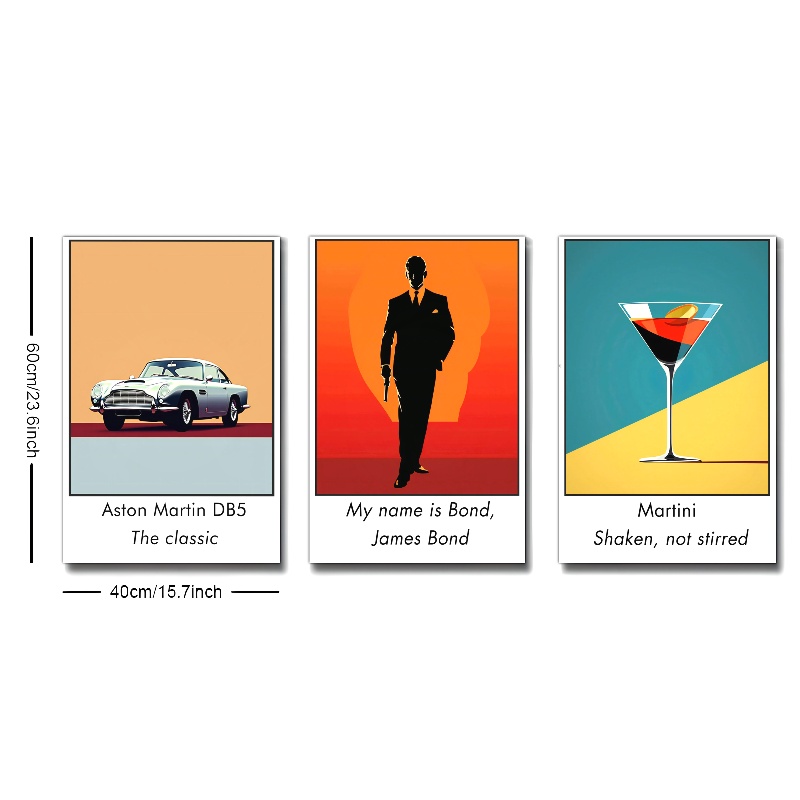 60cm/23.6inch
Aston Martin DB5
The classic
My name is Bond,
James Bond
Martini
Shaken, not stirred
40cm/15.7inch